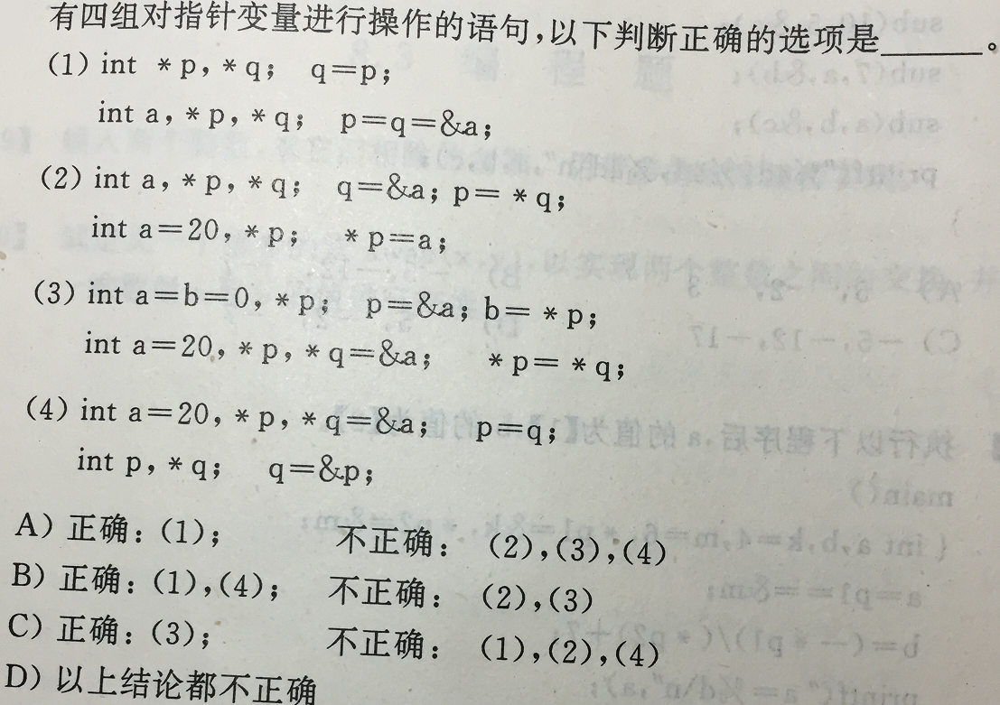 有四组对指针变量进行操作的语句,以下判断正确的选项是______。
(1) int *p, *q; q=p;
int a, *p, *q; p=q=&a;
(2) int a, *p, *q; q=&a; p= *q;
int a=20, *p; *p=a;
(3) int a=b=0, *p; p=&a; b= *p;
int a=20, *p, *q=&a; *p= *q;
(4) int a=20, *p, *q=&a; p=q;
int p, *q; q=&p;
A) 正确: (1); 不正确: (2),(3),(4)
B) 正确: (1),(4); 不正确: (2),(3)
C) 正确: (3); 不正确: (1),(2),(4)
D) 以上结论都不正确